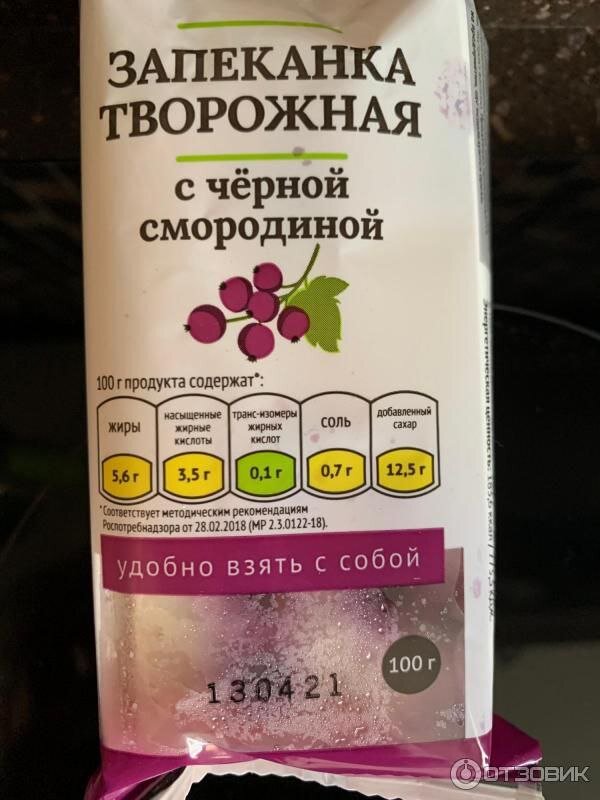 ЗАПЕКАНКА
ТВОРОЖНАЯ
с чёрной
смородиной
100 г продукта содержат*:
жиры
5,6 г
насыщенные
жирные
кислоты
3,5 г
транс-изомеры
жирных
кислот
0,1 г
соль
0,7 г
добавленный
сахар
12,5 г
*Соответствует методическим рекомендациям
Роспотребнадзора от 28.02.2018 (МР 2.3.0122-18).
УДОБНО ВЗЯТЬ С СОБОЙ
100 г
130421
Энергетическая ценность:
ОТЗОВИК